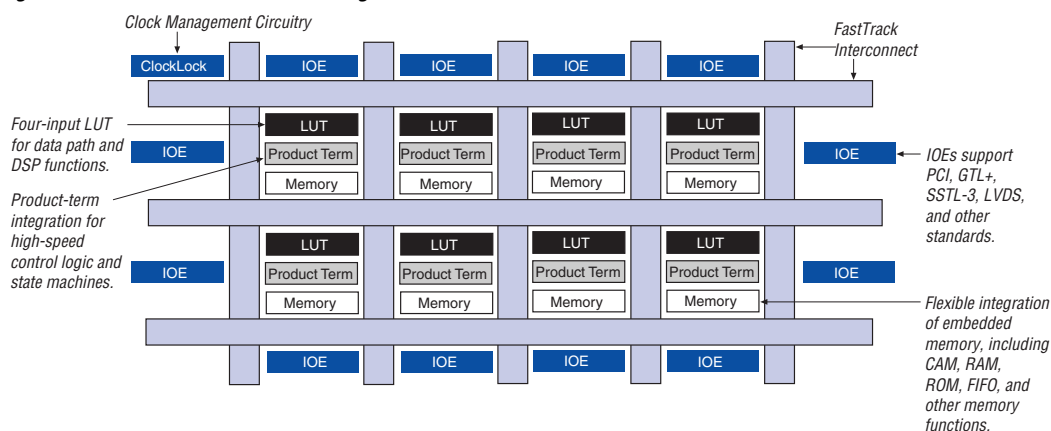 Clock Management Circuitry
FastTrack
Interconnect
ClockLock
IOE IOE IOE IOE
Four-input LUT
for data path and
DSP functions.
LUT LUT LUT LUT
IOE
Product Term Product Term Product Term Product Term
IOE
Memory Memory Memory Memory
IOEs support
PCI, GTL+,
SSTL-3, LVDS,
and other
standards.
Product-term
integration for
high-speed
control logic and
state machines.
LUT LUT LUT LUT
IOE
Product Term Product Term Product Term Product Term
IOE
Memory Memory Memory Memory
Flexible integration
of embedded
memory, including
CAM, RAM,
ROM, FIFO, and
other memory
functions.
IOE IOE IOE IOE